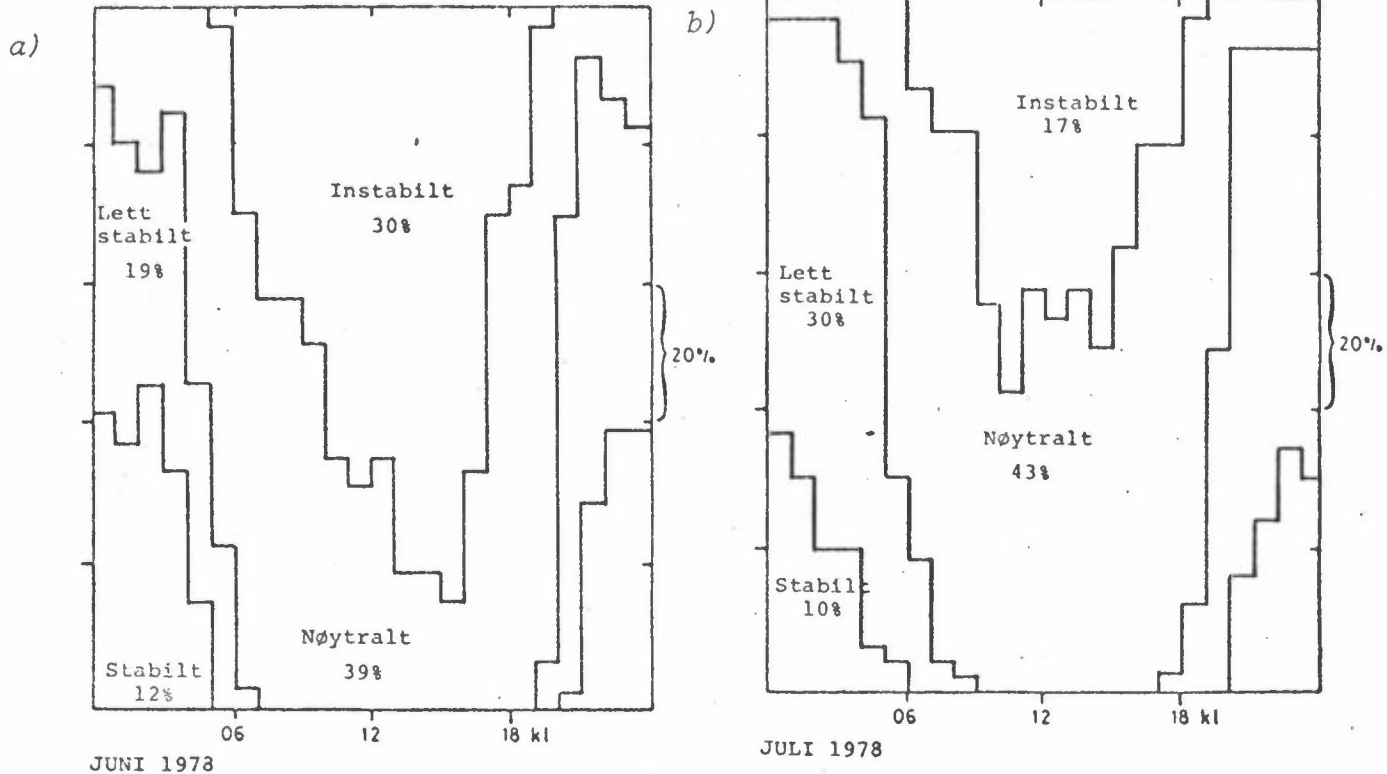 a)
Instabilt
30%
Lett
stabilt
19%
20%
Nøytralt
39%
Stabilt
12%
06
12
18 kl
JUNI 1978
b)
Instabilt
17%
Lett
stabilt
30%
20%
Nøytralt
43%
Stabilt
10%
06
12
18 kl
JULI 1978